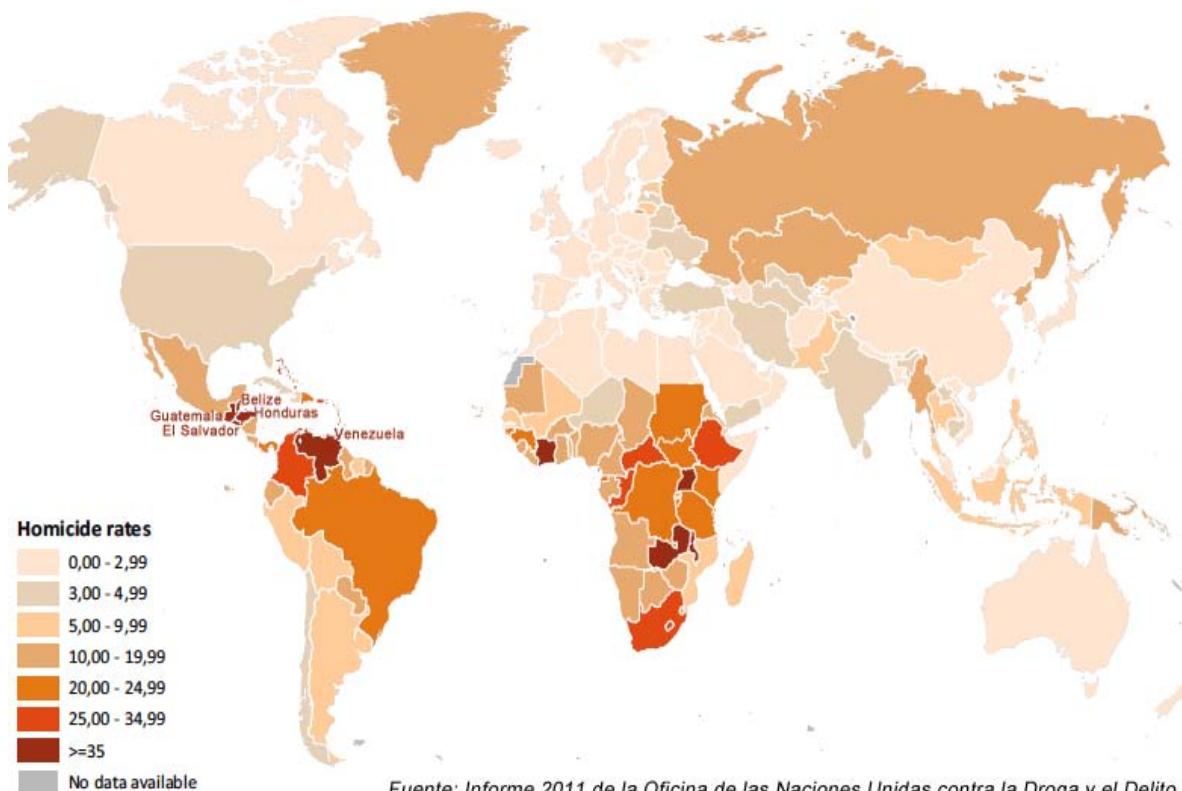 Belize
Guatemala
Honduras
El Salvador
Venezuela
Homicide rates
0,00 - 2,99
3,00 - 4,99
5,00 - 9,99
10,00 - 19,99
20,00 - 24,99
25,00 - 34,99
>=35
No data available
Fuente: Informe 2011 de la Oficina de las Naciones Unidas contra la Droga y el Delito